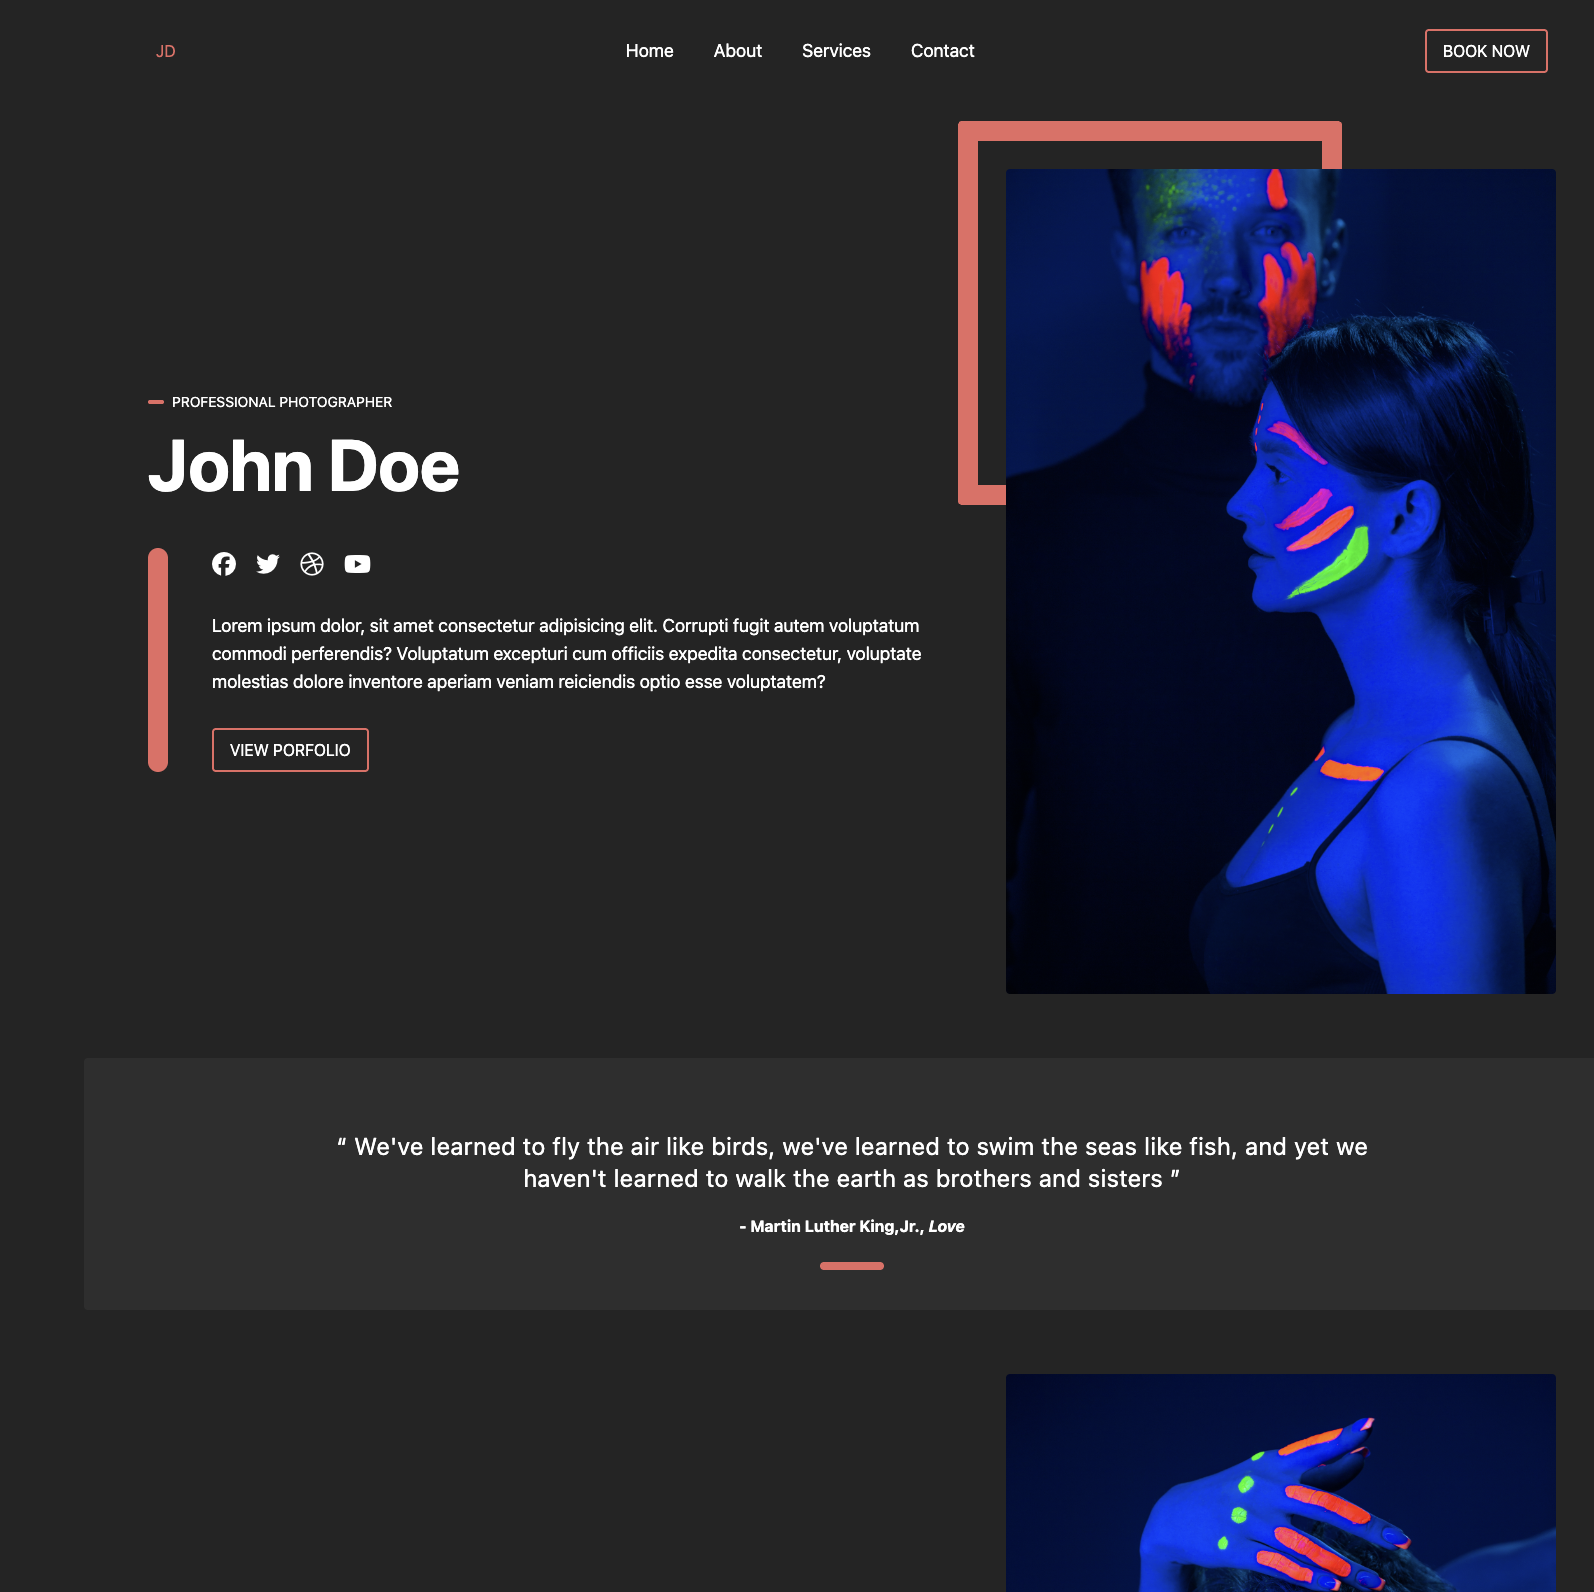 JD
Home About Services Contact
BOOK NOW
PROFESSIONAL PHOTOGRAPHER
John Doe
Lorem ipsum dolor, sit amet consectetur adipisicing elit. Corrupti fugit autem voluptatum
commodi perferendis? Voluptatum excepturi cum officiis expedita consectetur, voluptate
molestias dolore inventore aperiam veniam reiciendis optio esse voluptatem?
VIEW PORFOLIO
“ We've learned to fly the air like birds, we've learned to swim the seas like fish, and yet we
haven't learned to walk the earth as brothers and sisters ”
- Martin Luther King,Jr., Love